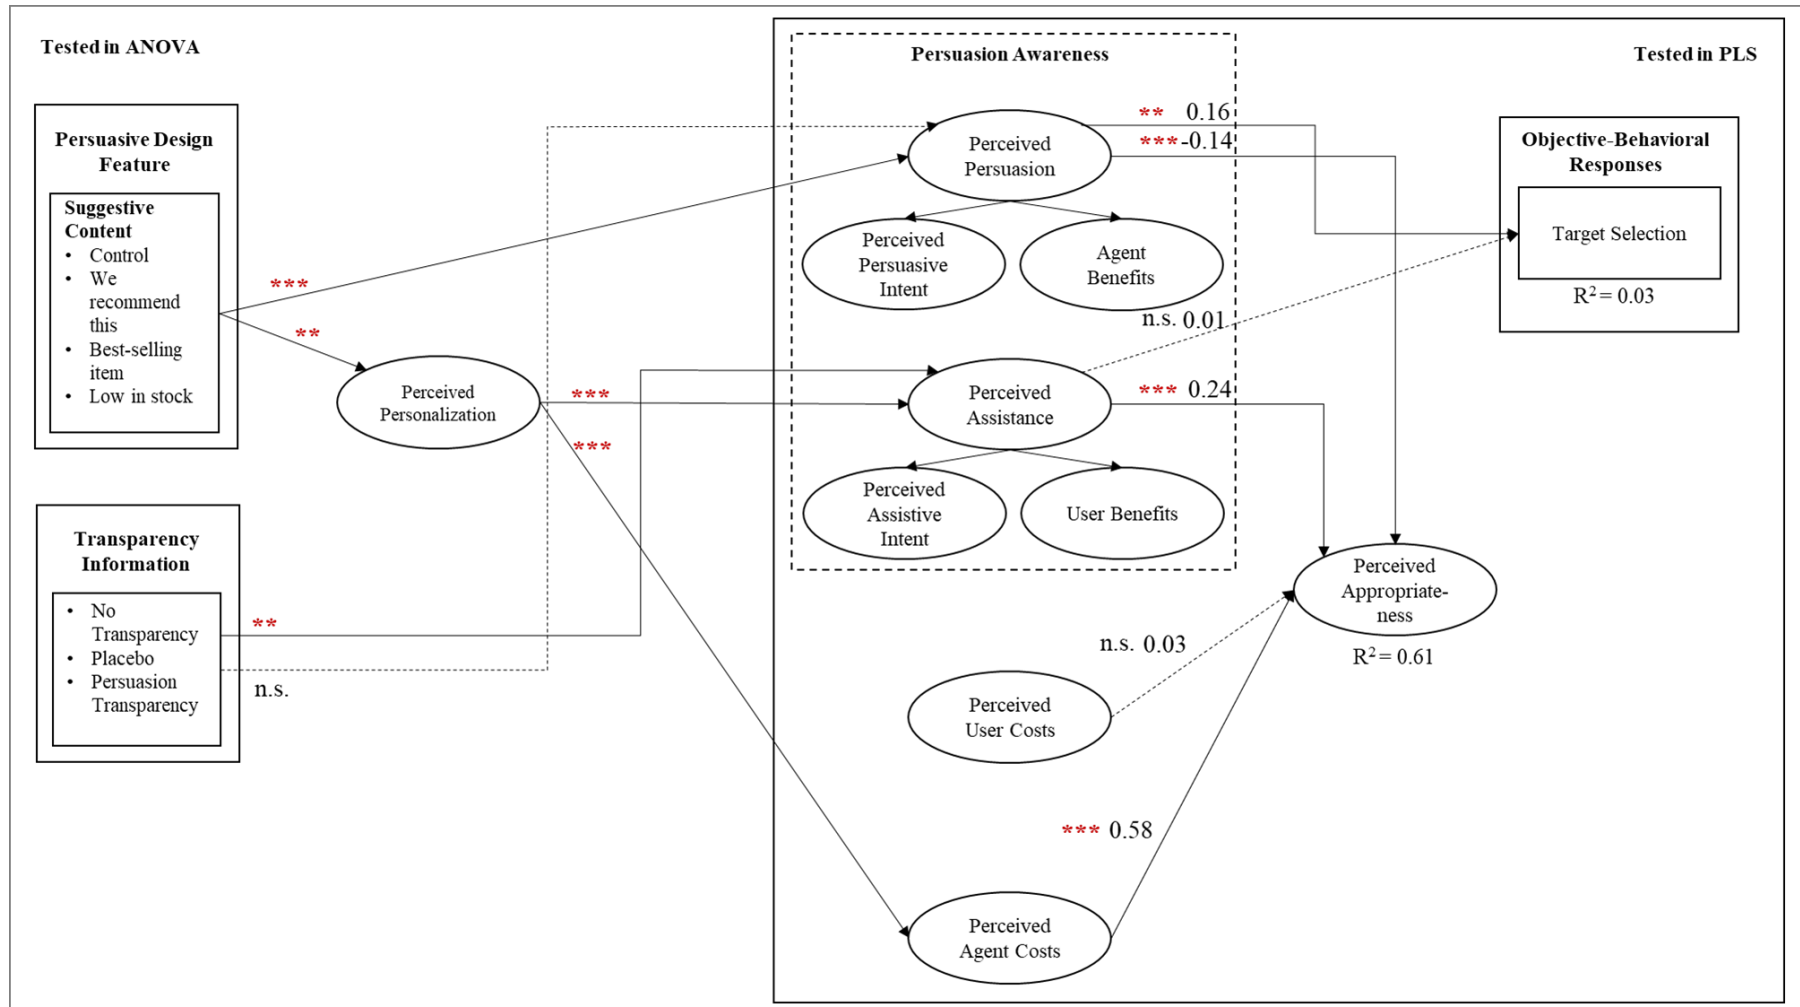 Tested in ANOVA
Persuasive Design
Feature
Suggestive
Content
• Control
• We
recommend
this
• Best-selling
item
• Low in stock
***
**
Transparency
Information
• No
Transparency
• Placebo
• Persuasion
Transparency
**
n.s.
Perceived
Personalization
***
***
Persuasion Awareness
Tested in PLS
Perceived
Persuasion
** 0.16
***-0.14
Perceived
Persuasive
Intent
Agent
Benefits
n.s. 0.01
Perceived
Assistance
*** 0.24
Perceived
Assistive
Intent
User Benefits
Objective-Behavioral
Responses
Target Selection
R² = 0.03
Perceived
Appropriate-
ness
R² = 0.61
n.s. 0.03
Perceived
User Costs
*** 0.58
Perceived
Agent Costs